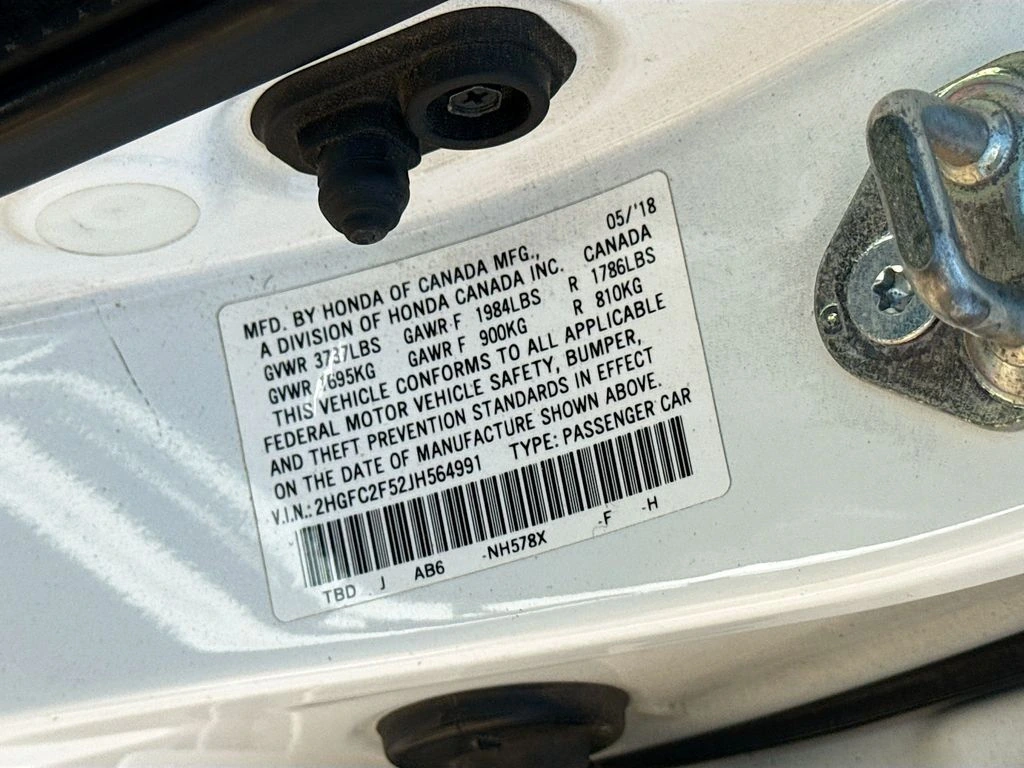 05/'18
MFD. BY HONDA OF CANADA MFG.,
A DIVISION OF HONDA CANADA INC. CANADA
GVWR LBS GAWR F 1984LBS R 1786LBS
GVWR 1695KG GAWR F 900KG R 810KG
THIS VEHICLE CONFORMS TO ALL APPLICABLE
FEDERAL MOTOR VEHICLE SAFETY, BUMPER,
AND THEFT PREVENTION STANDARDS IN EFFECT
ON THE DATE OF MANUFACTURE SHOWN ABOVE.
V.I.N.: 2HGFC2F52JH564991 TYPE: PASSENGER CAR
TBD J AB6 -NH578X -F -H